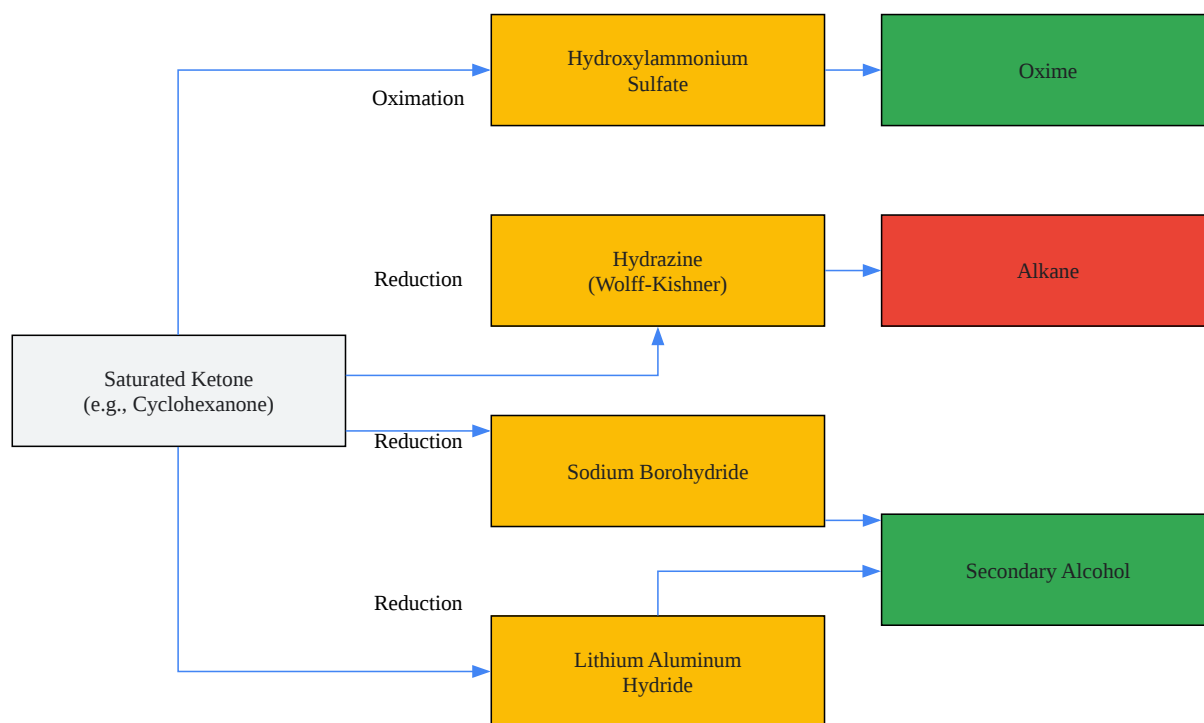 Hydroxylammonium
Sulfate
Oxime
Oximation
Hydrazine
(Wolff-Kishner)
Alkane
Reduction
Saturated Ketone
(e.g., Cyclohexanone)
Reduction
Sodium Borohydride
Secondary Alcohol
Reduction
Lithium Aluminum
Hydride